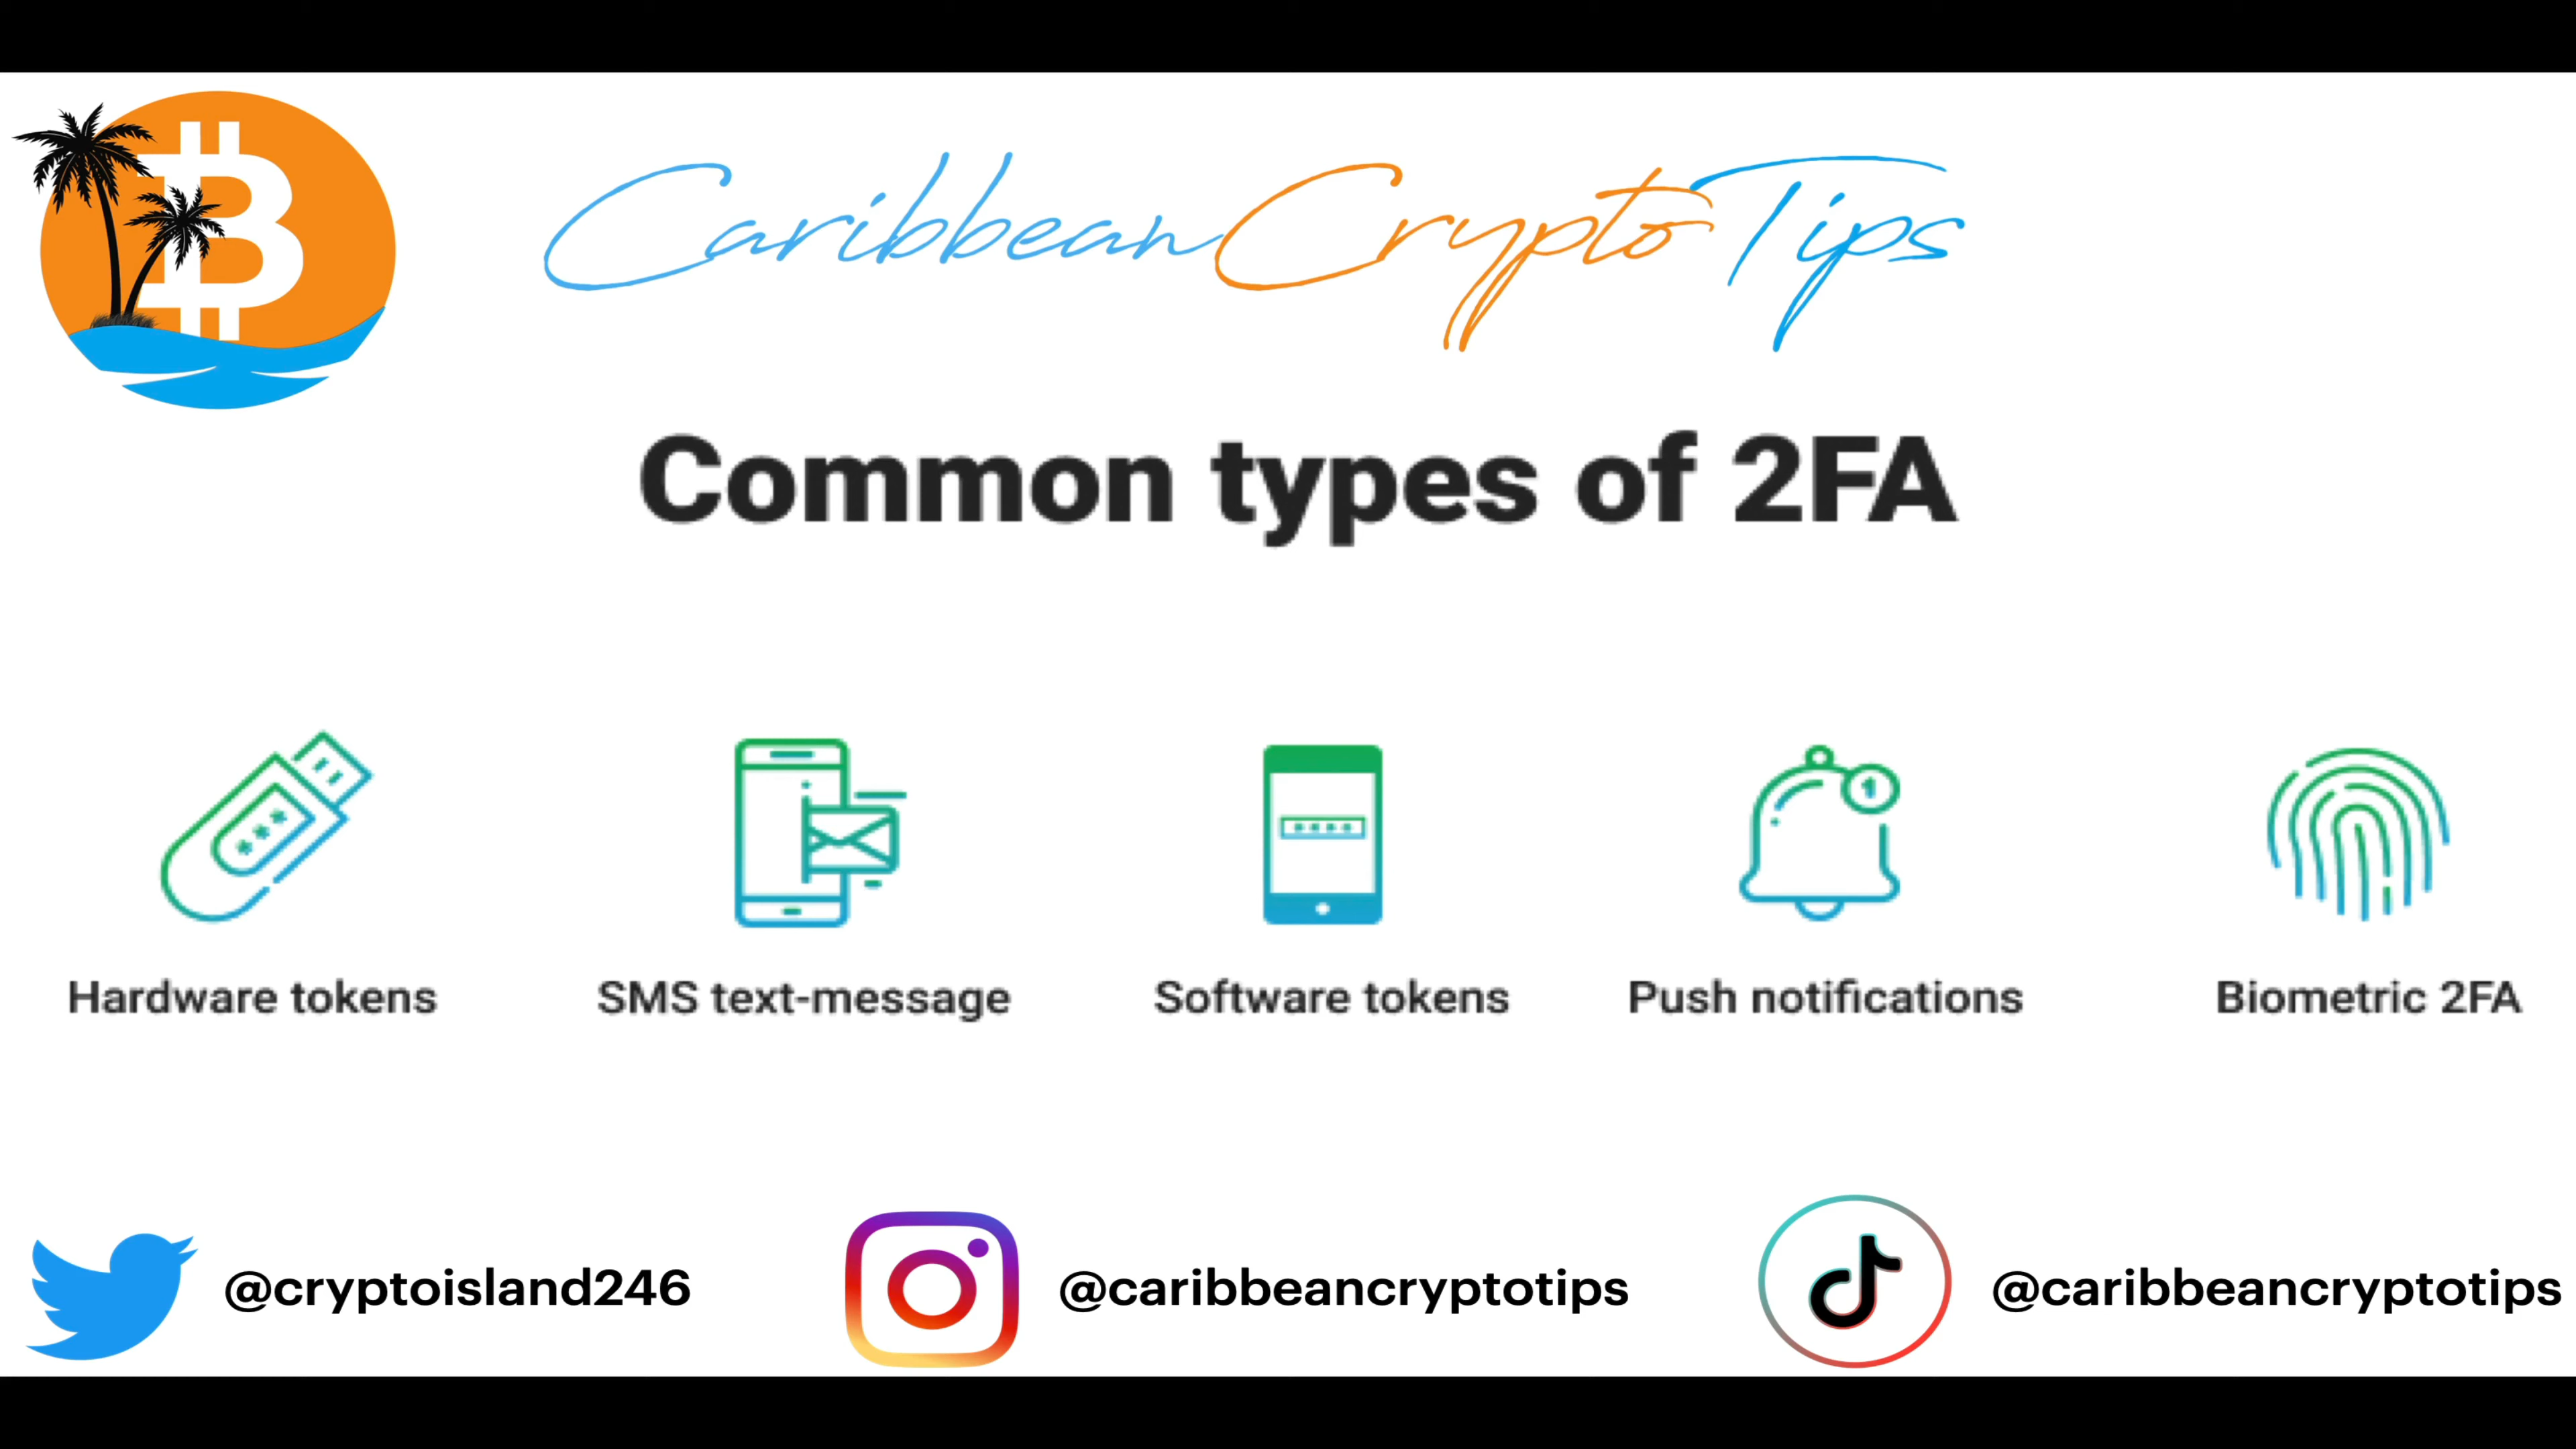 CaribbeanCryptoTips
Common types of 2FA
Hardware tokens
SMS text-message
Software tokens
Push notifications
Biometric 2FA
@cryptoisland246
@caribbeancryptotips
@caribbeancryptotips